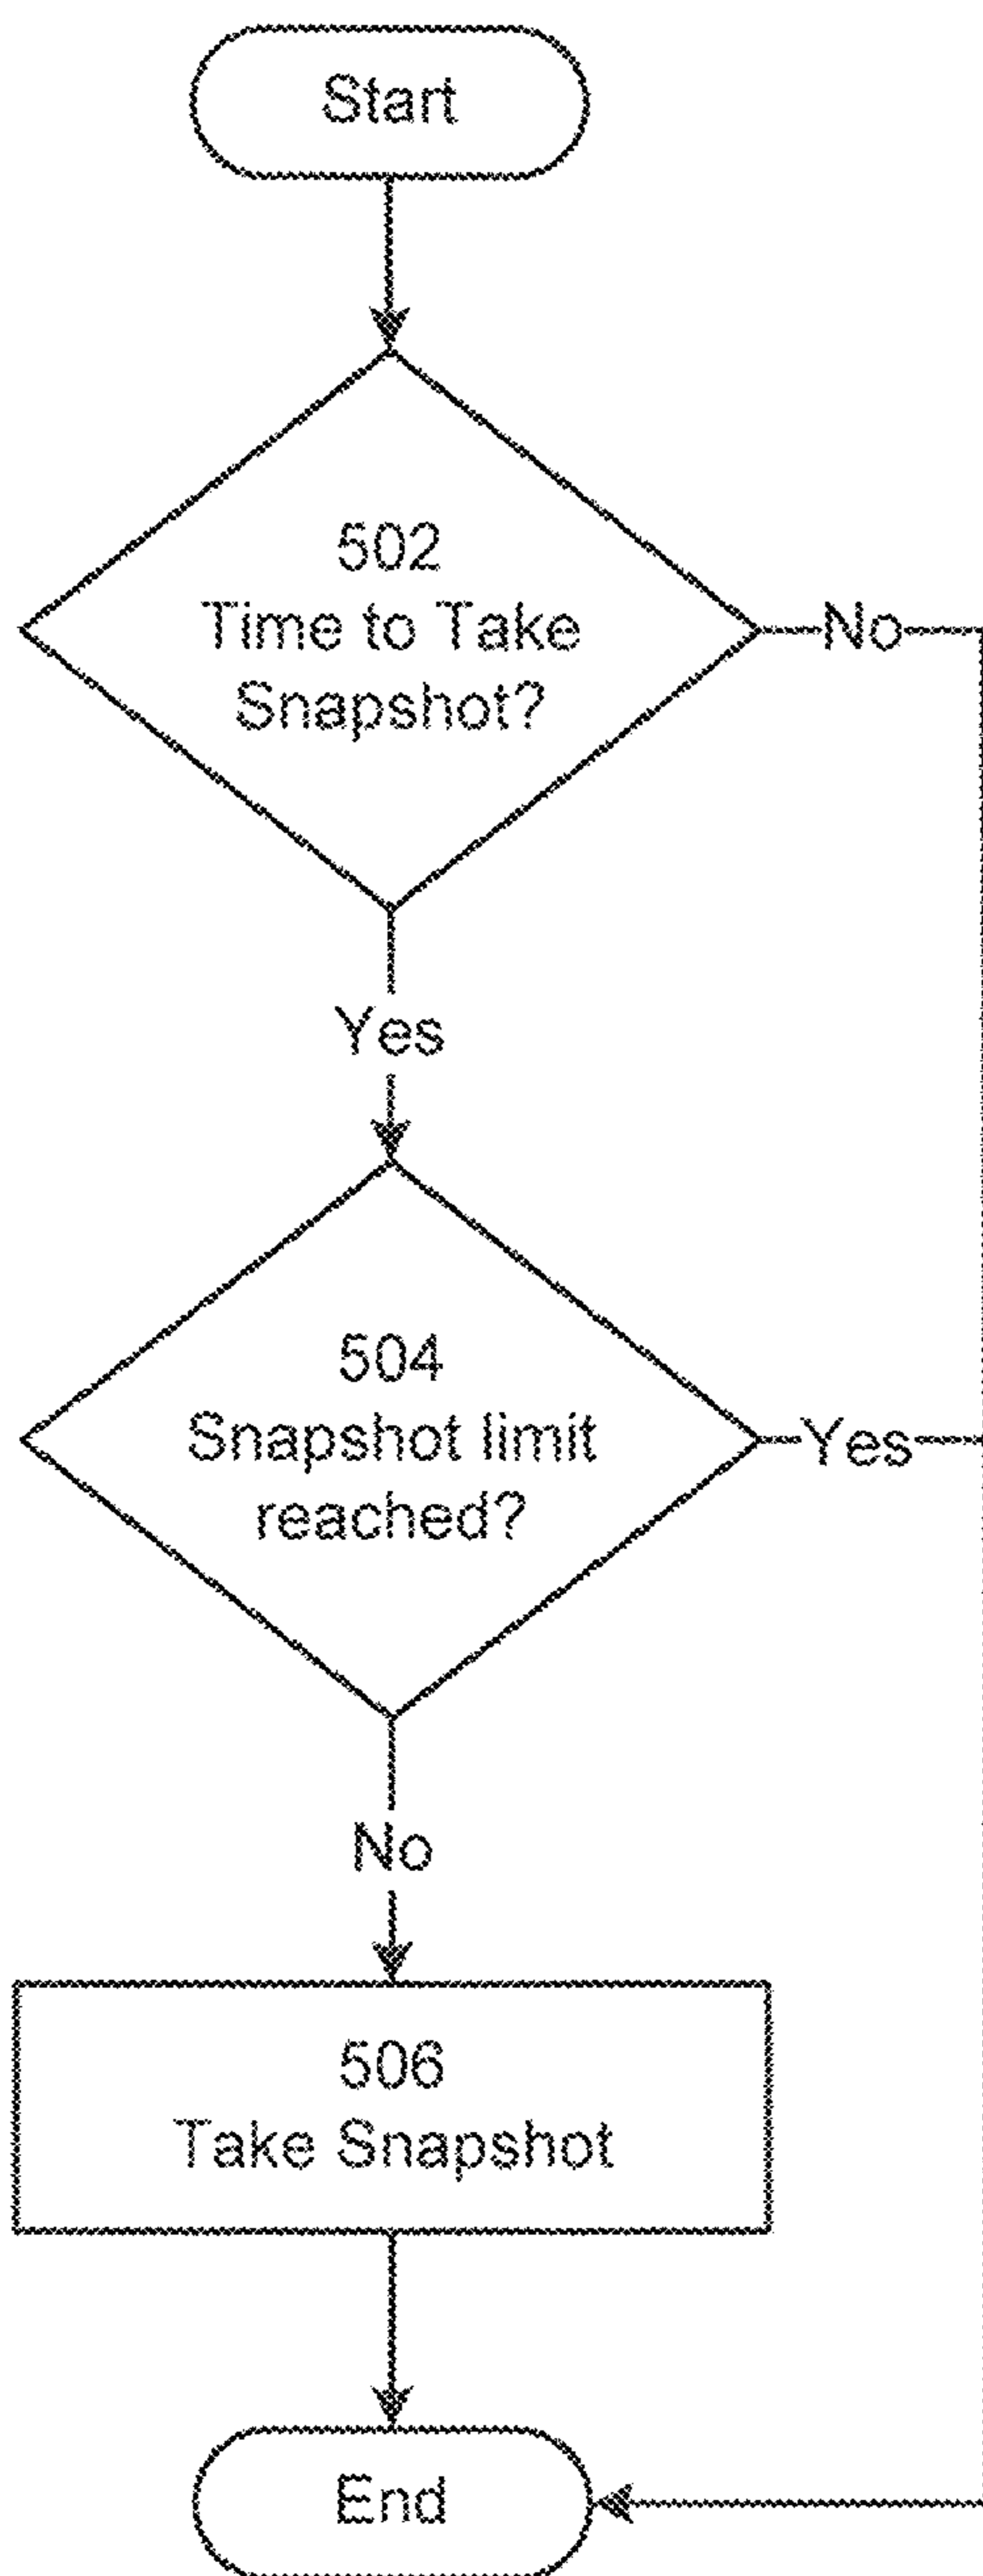 Start
502
Time to Take
Snapshot?
No
Yes
504
Snapshot limit
reached?
Yes
No
506
Take Snapshot
End